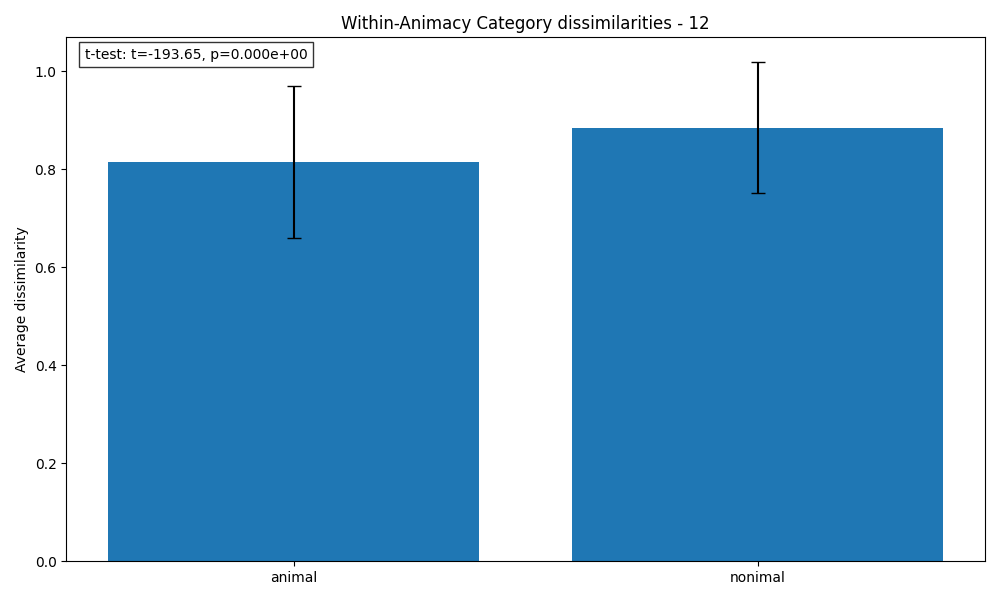 Within-Animacy Category dissimilarities - 12
t-test: t=-193.65, p=0.000e+00
1.0
0.8
0.6
0.4
0.2
0.0
Average dissimilarity
animal
nonimal